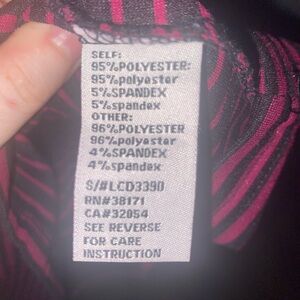 SELF:
95%POLYESTER:
95%polyester
5%SPANDEX
5%spandex
OTHER:
96%POLYESTER
96%polyester
4%SPANDEX
4%spandex
S/#LCD3390
RN#38171
CA#32054
SEE REVERSE
FOR CARE
INSTRUCTION